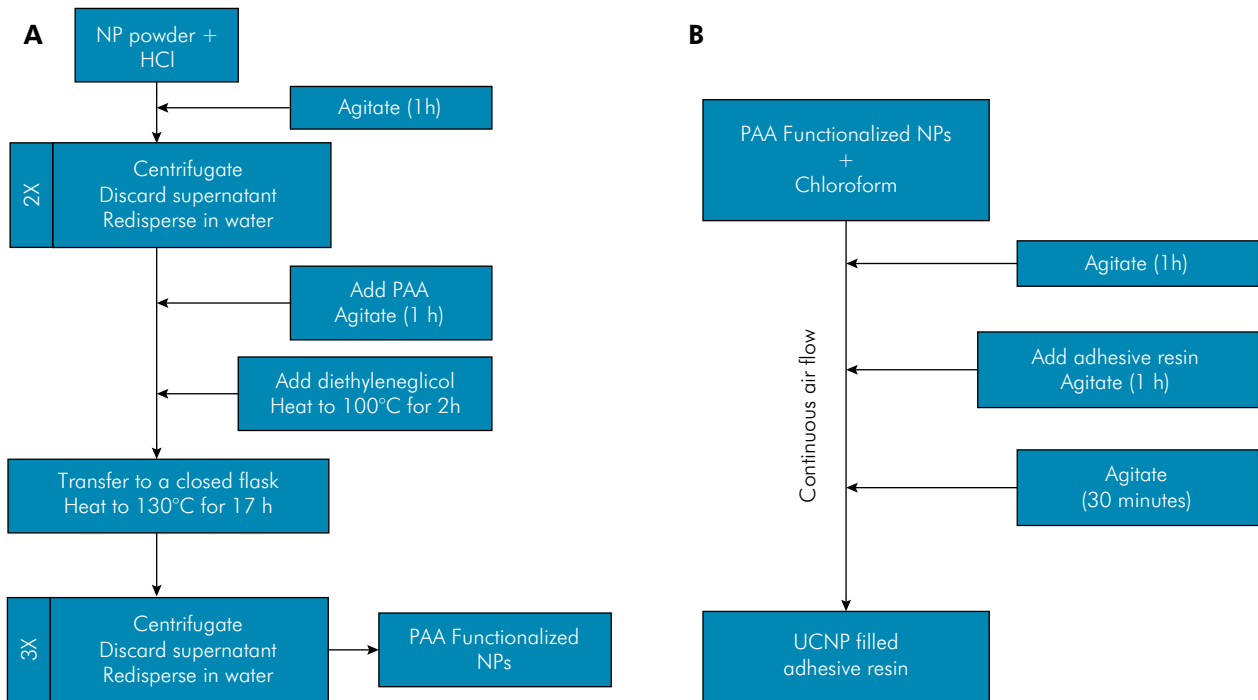 A
NP powder +
HCl
Agitate (1h)
2X
Centrifugate
Discard supernatant
Redisperse in water
Add PAA
Agitate (1 h)
Add diethyleneglicol
Heat to 100°C for 2h
Transfer to a closed flask
Heat to 130°C for 17 h
3X
Centrifugate
Discard supernatant
Redisperse in water
PAA Functionalized
NPs
B
PAA Functionalized NPs
+
Chloroform
Agitate (1h)
Continuous air flow
Add adhesive resin
Agitate (1 h)
Agitate
(30 minutes)
UCNP filled
adhesive resin